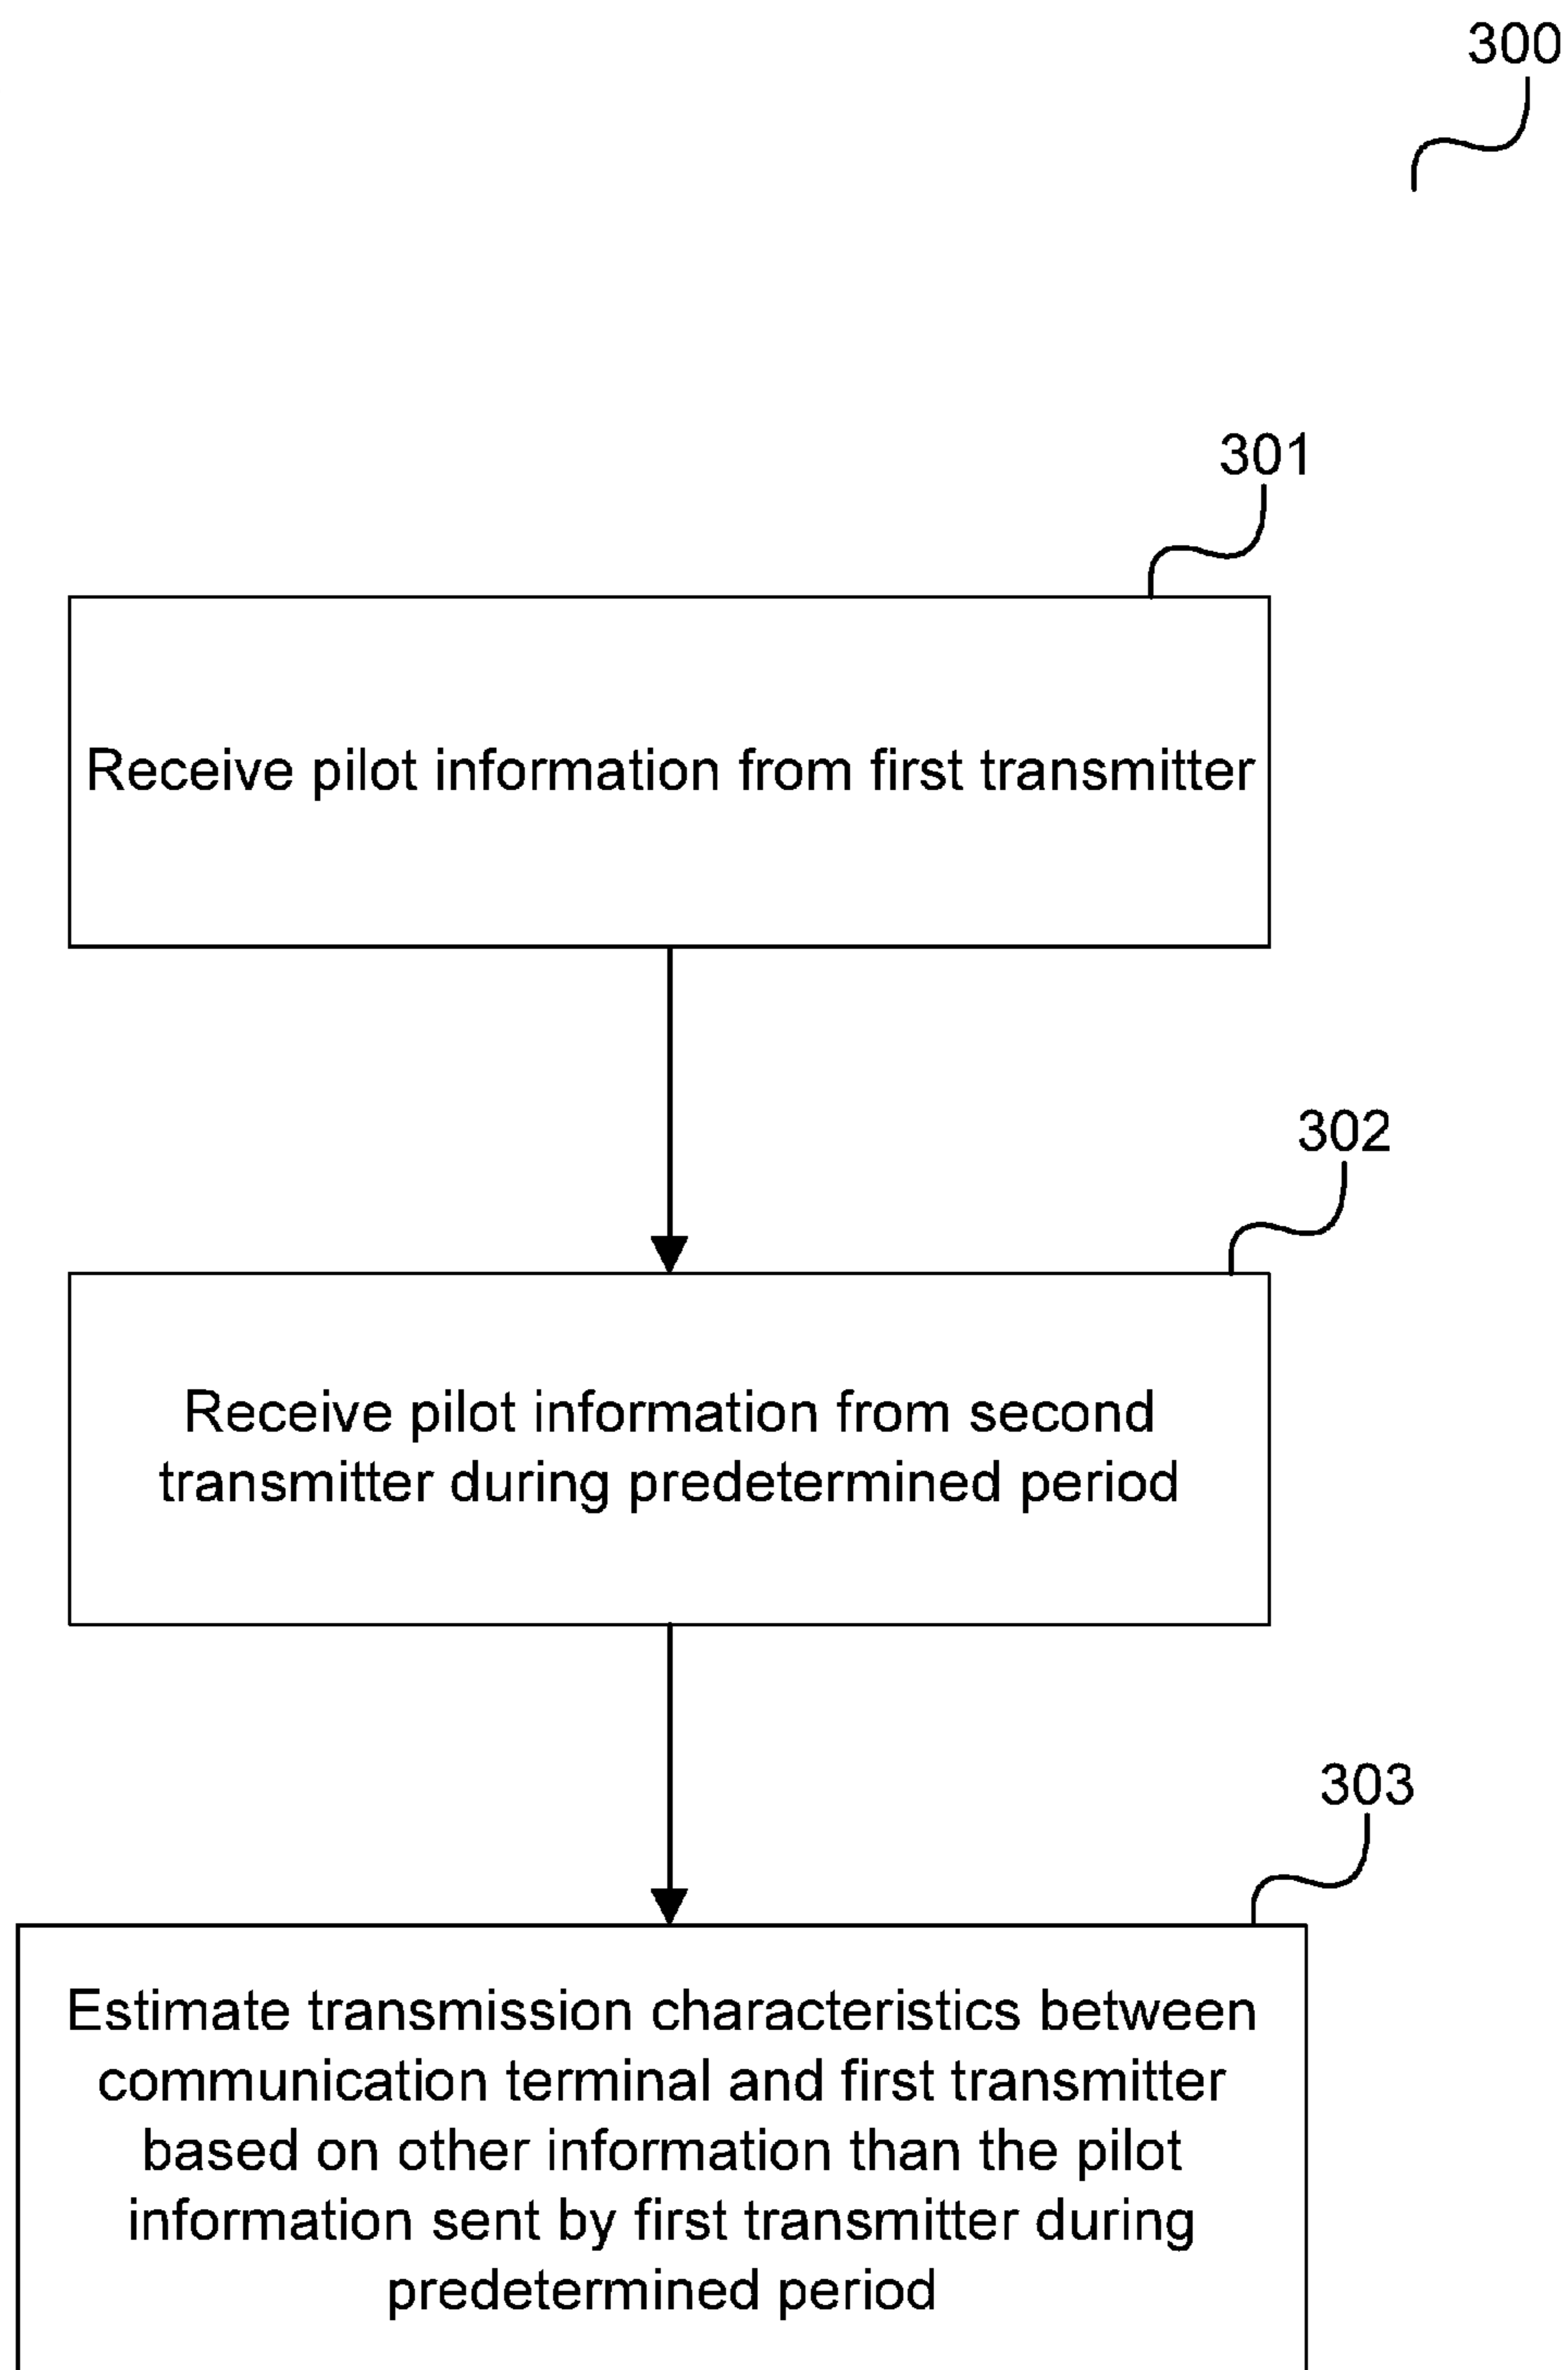 300
301
Receive pilot information from first transmitter
302
Receive pilot information from second
transmitter during predetermined period
303
Estimate transmission characteristics between
communication terminal and first transmitter
based on other information than the pilot
information sent by first transmitter during
predetermined period